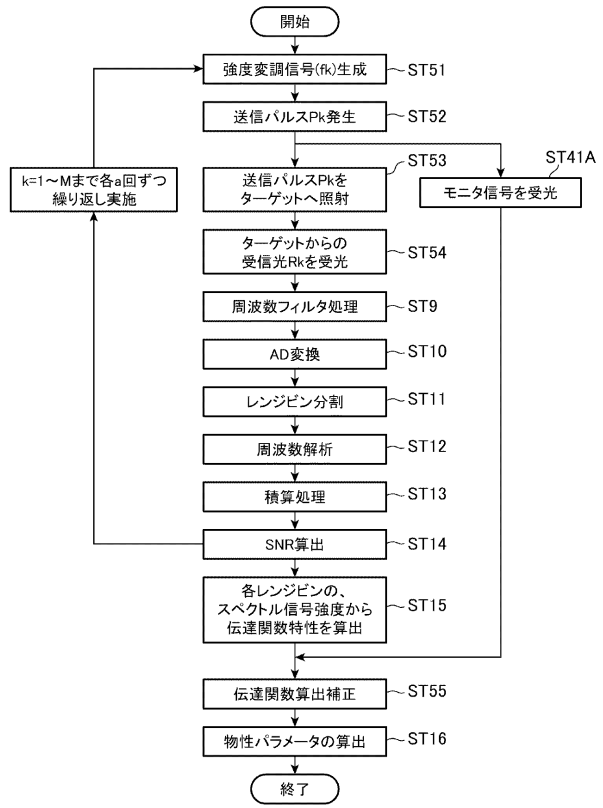 開始
強度変調信号(fk)生成
ST51
送信パルスPk発生
ST52
ST53
送信パルスPkを
ターゲットへ照射
ST41A
モニタ信号を受光
k=1～Mまで各a回ずつ
繰り返し実施
ターゲットからの
受信光Rkを受光
ST54
周波数フィルタ処理
ST9
AD変換
ST10
レンジビン分割
ST11
周波数解析
ST12
積算処理
ST13
SNR算出
ST14
各レンジビンの、
スペクトル信号強度から
伝達関数特性を算出
ST15
伝達関数算出補正
ST55
物性パラメータの算出
ST16
終了